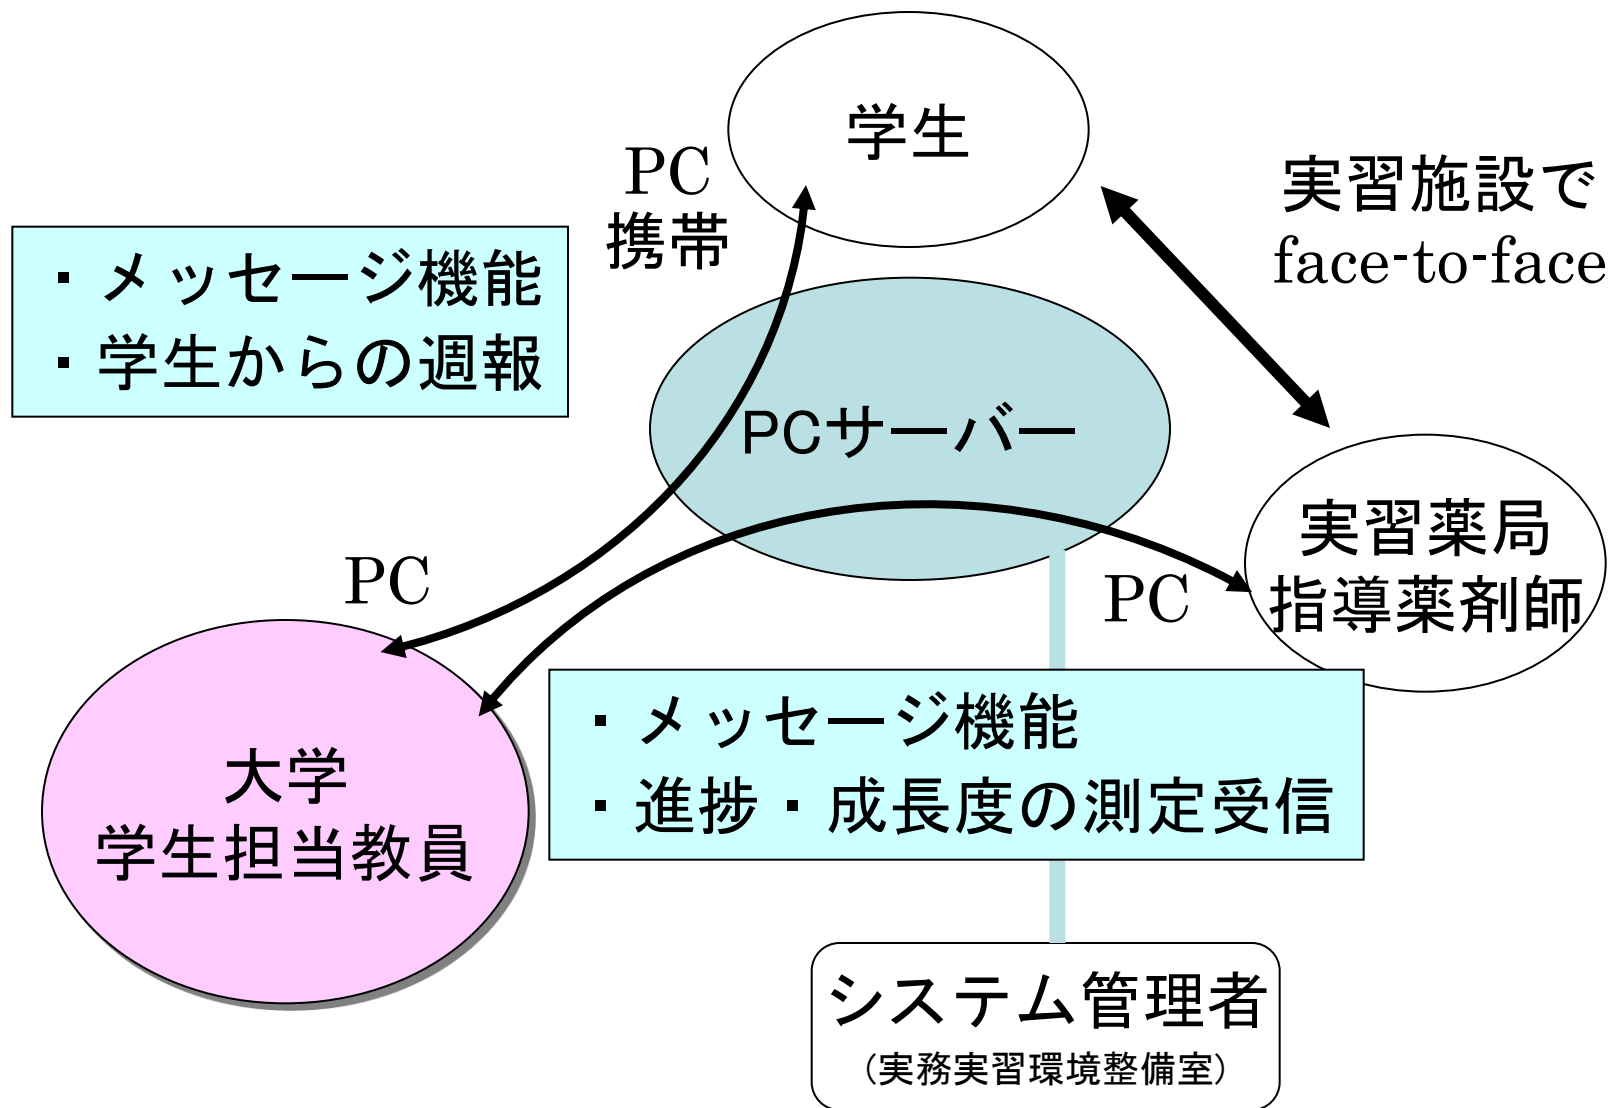 学生
PC
携帯
実習施設で
face-to-face
・メッセージ機能
・学生からの週報
PCサーバー
PC
PC
実習薬局
指導薬剤師
大学
学生担当教員
・メッセージ機能
・進捗・成長度の測定受信
システム管理者
(実務実習環境整備室)